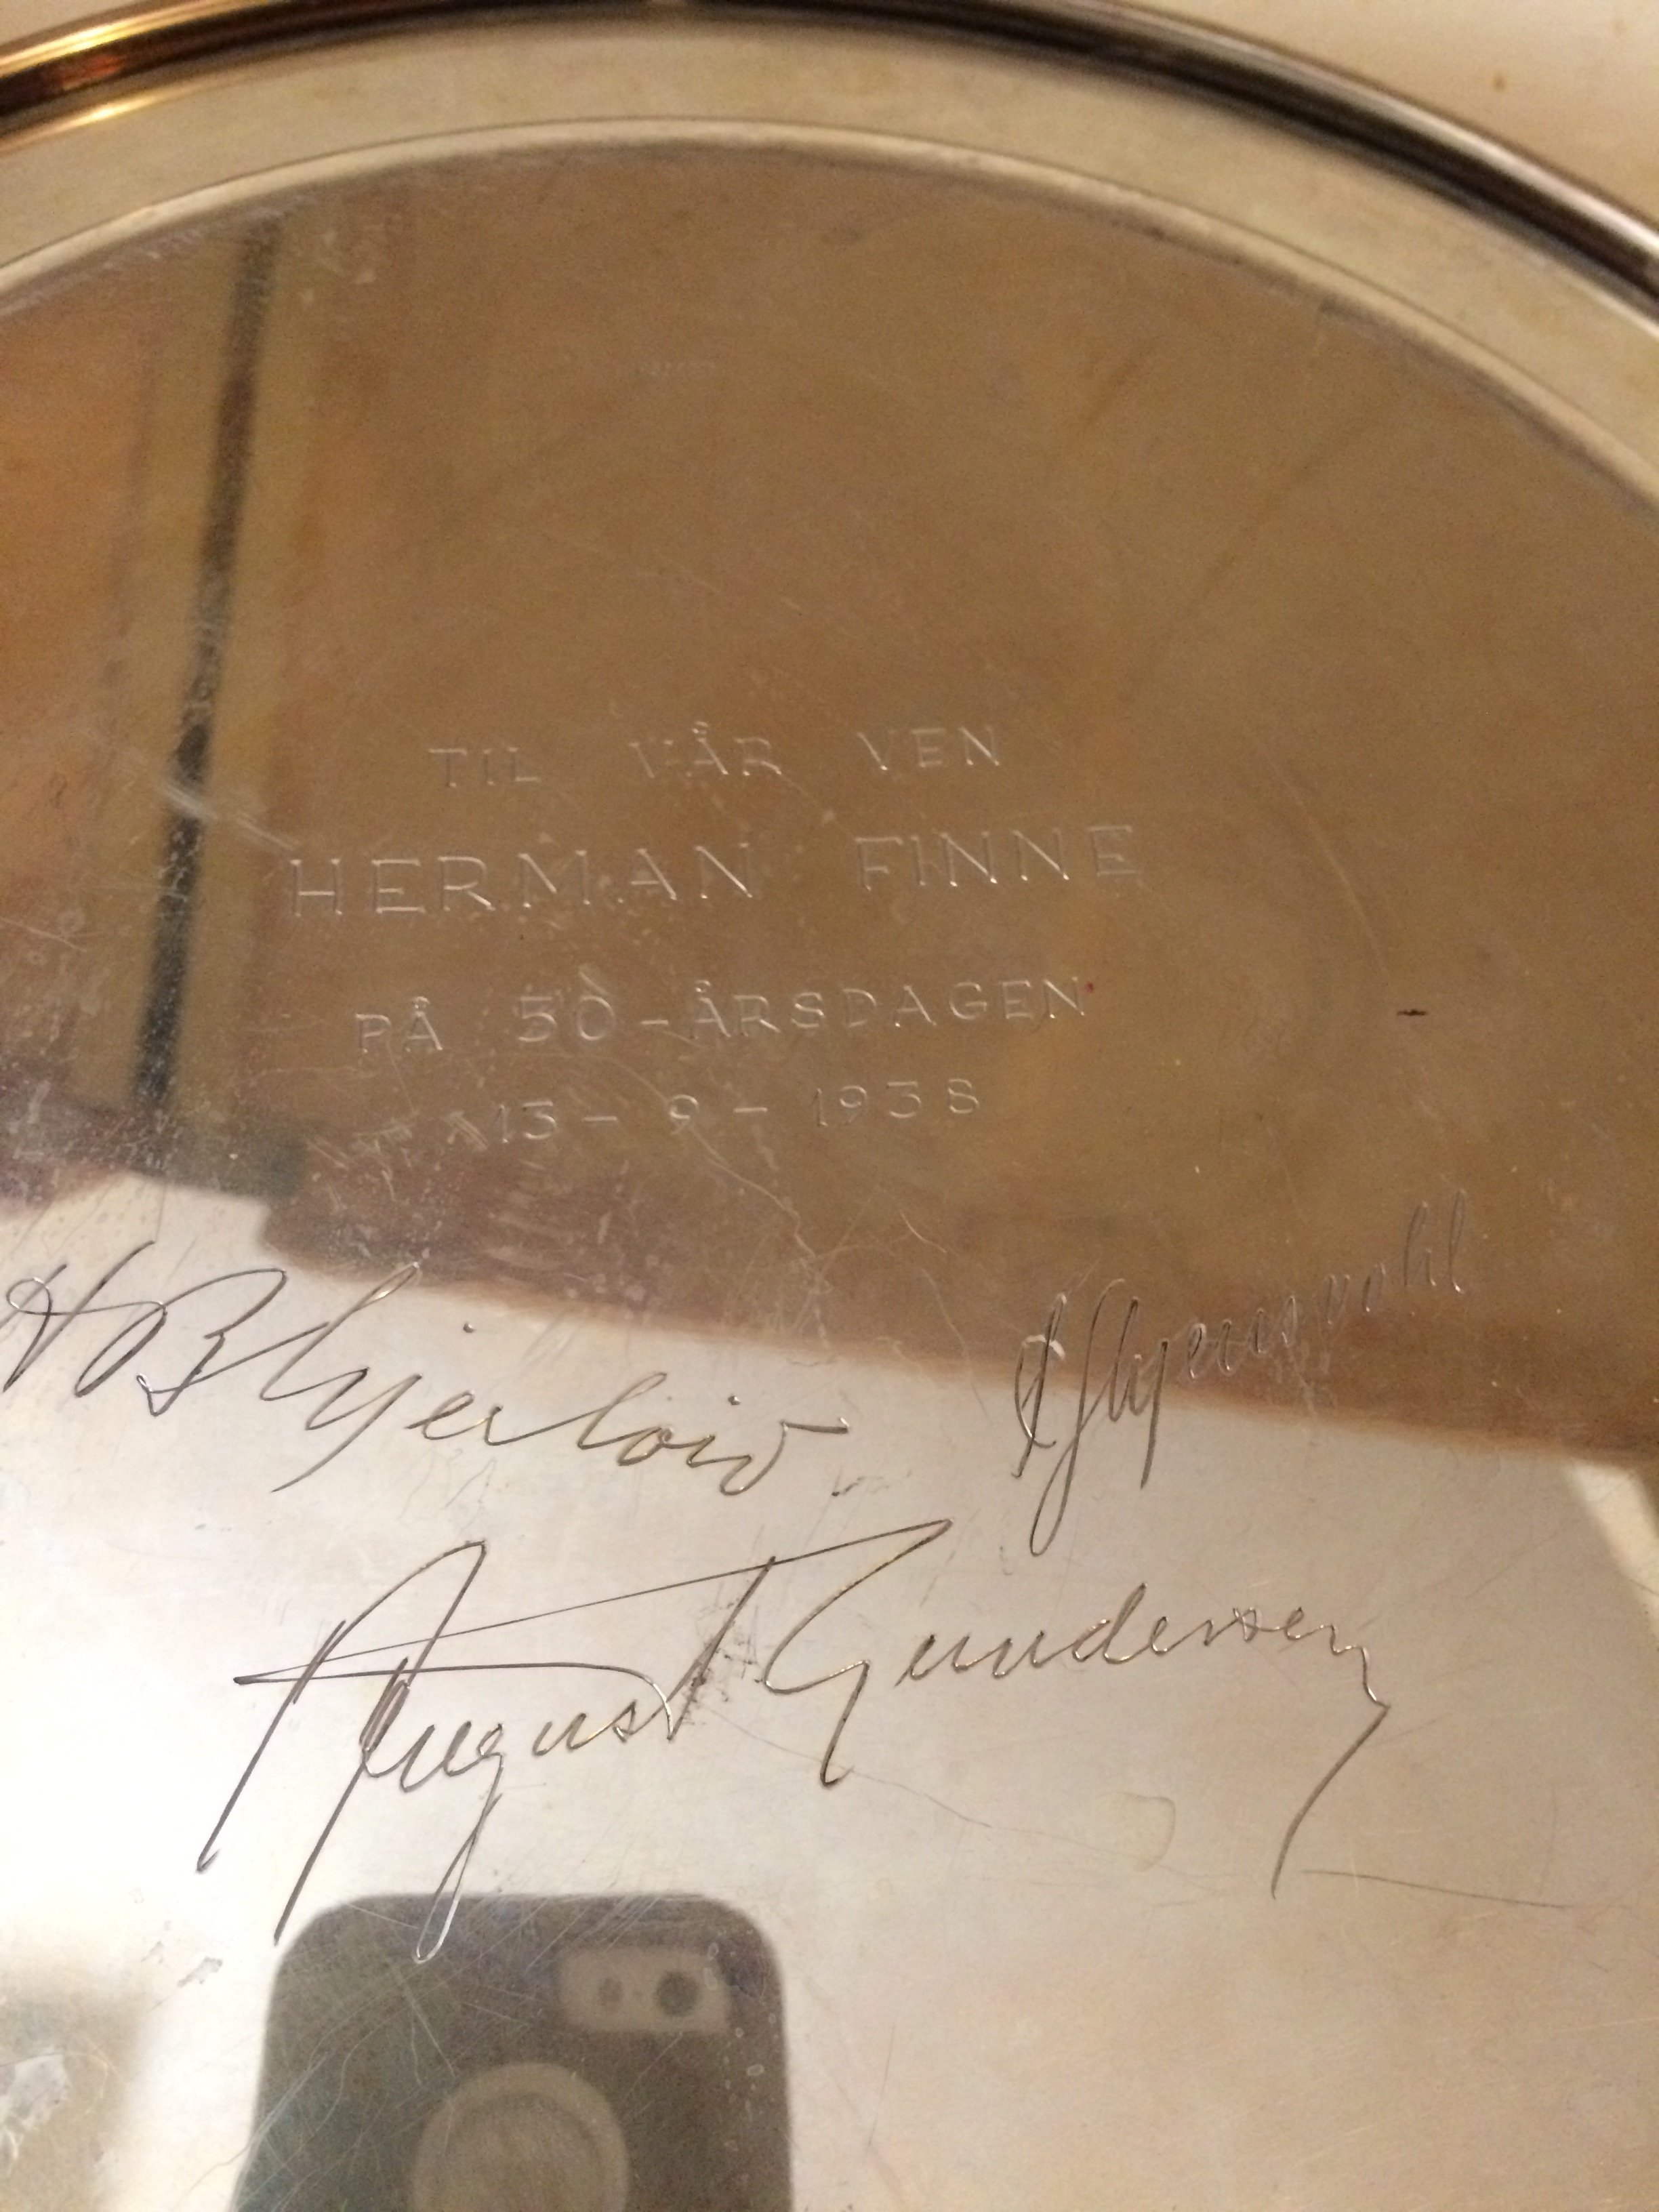 TIL VÅR VEN
HERMAN FINNE
PÅ 50-ÅRSDAGEN
13-9-1938
August Gundersen